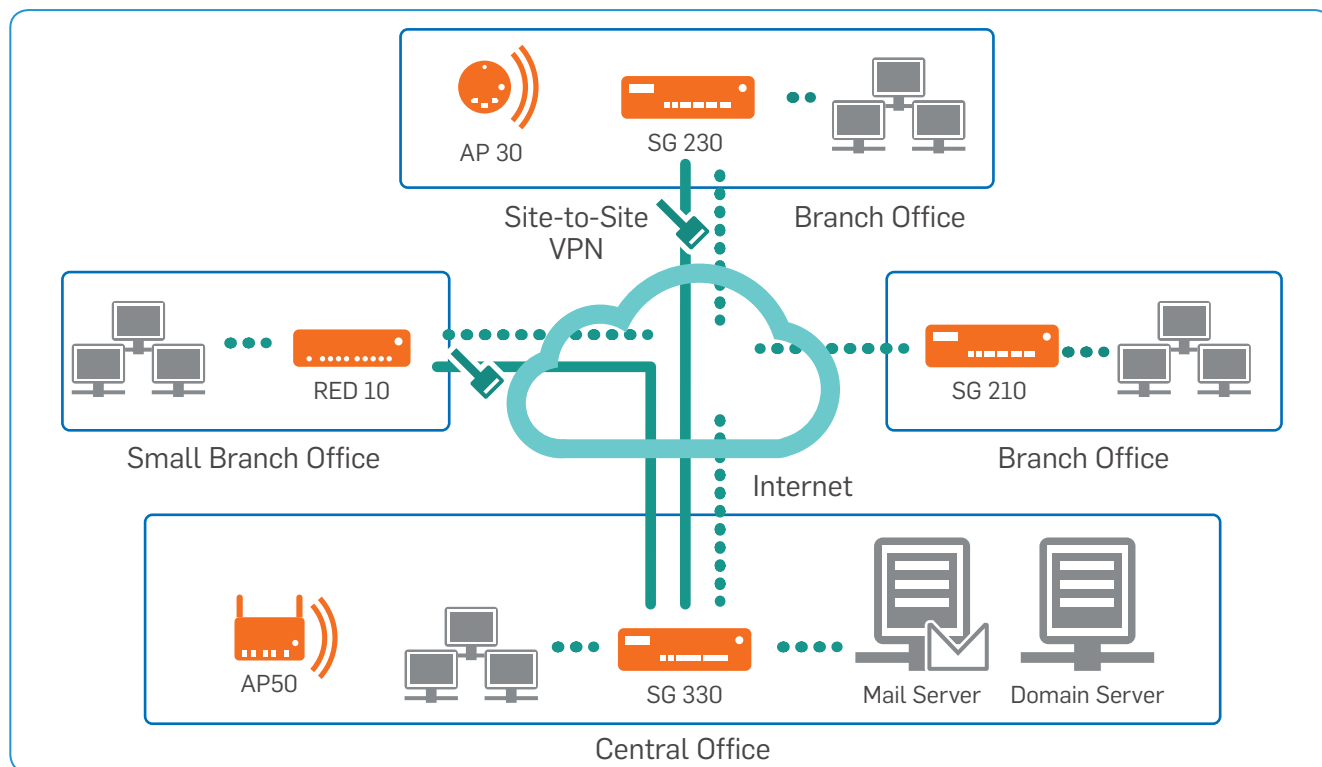 AP 30
SG 230
Site-to-Site
VPN
Branch Office
RED 10
Small Branch Office
SG 210
Branch Office
Internet
AP50
SG 330
Mail Server
Domain Server
Central Office